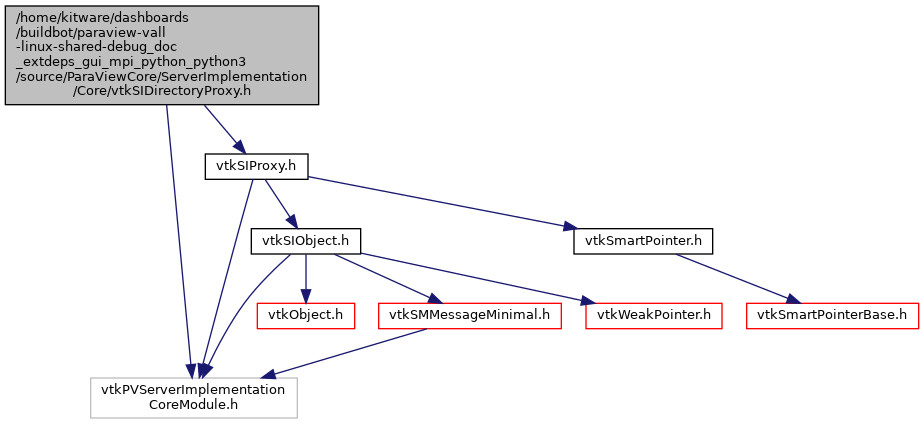 /home/kitware/dashboards
/buildbot/paraview-vall
-linux-shared-debug_doc
_extdeps_gui_mpi_python_python3
/source/ParaViewCore/ServerImplementation
/Core/vtkSIDirectoryProxy.h
vtkSIProxy.h
vtkSIObject.h
vtkSmartPointer.h
vtkObject.h
vtkSMMessageMinimal.h
vtkWeakPointer.h
vtkSmartPointerBase.h
vtkPVServerImplementation
CoreModule.h